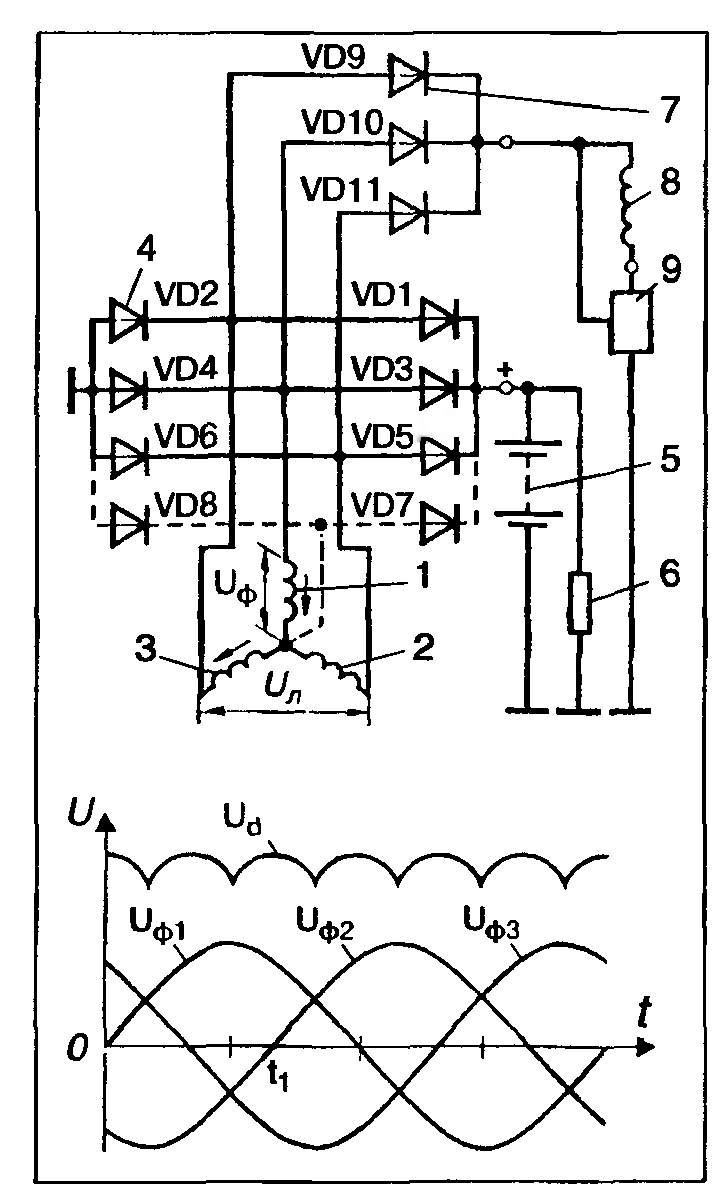 VD9
7
VD10
VD11
8
4
9
VD2 VD1
+
VD4 VD3
VD6 VD5
5
VD8 VD7
Uф
1
6
3 2
Uл
U
Ud
Uф1 Uф2 Uф3
0
t1
t